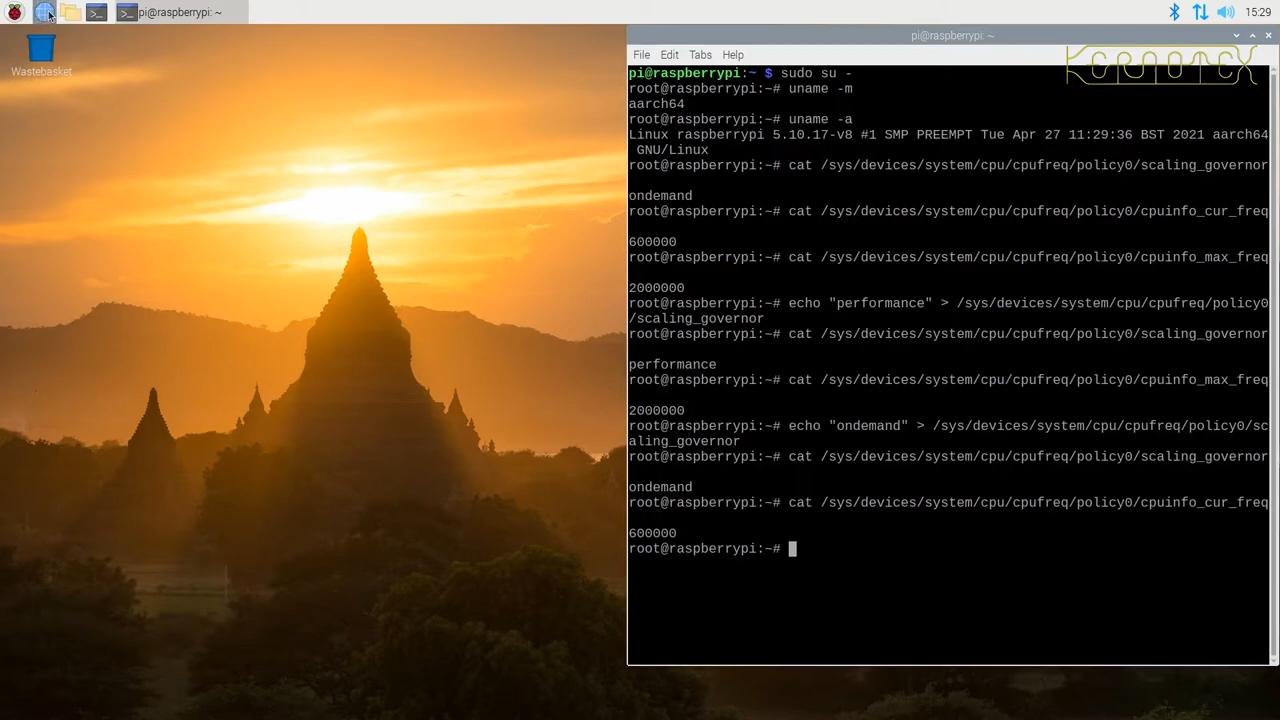 pi@raspberrypi: ~
15:29
Wastebasket
pi@raspberrypi: ~
File Edit Tabs Help
KEROOTEX
pi@raspberrypi:~ $ sudo su -
root@raspberrypi:~# uname -m
aarch64
root@raspberrypi:~# uname -a
Linux raspberrypi 5.10.17-v8 #1 SMP PREEMPT Tue Apr 27 11:29:36 BST 2021 aarch64
GNU/Linux
root@raspberrypi:~# cat /sys/devices/system/cpu/cpufreq/policy0/scaling_governor
ondemand
root@raspberrypi:~# cat /sys/devices/system/cpu/cpufreq/policy0/cpuinfo_cur_freq
600000
root@raspberrypi:~# cat /sys/devices/system/cpu/cpufreq/policy0/cpuinfo_max_freq
2000000
root@raspberrypi:~# echo "performance" > /sys/devices/system/cpu/cpufreq/policy0
/scaling_governor
root@raspberrypi:~# cat /sys/devices/system/cpu/cpufreq/policy0/scaling_governor
performance
root@raspberrypi:~# cat /sys/devices/system/cpu/cpufreq/policy0/cpuinfo_max_freq
2000000
root@raspberrypi:~# echo "ondemand" > /sys/devices/system/cpu/cpufreq/policy0/sc
aling_governor
root@raspberrypi:~# cat /sys/devices/system/cpu/cpufreq/policy0/scaling_governor
ondemand
root@raspberrypi:~# cat /sys/devices/system/cpu/cpufreq/policy0/cpuinfo_cur_freq
600000
root@raspberrypi:~#